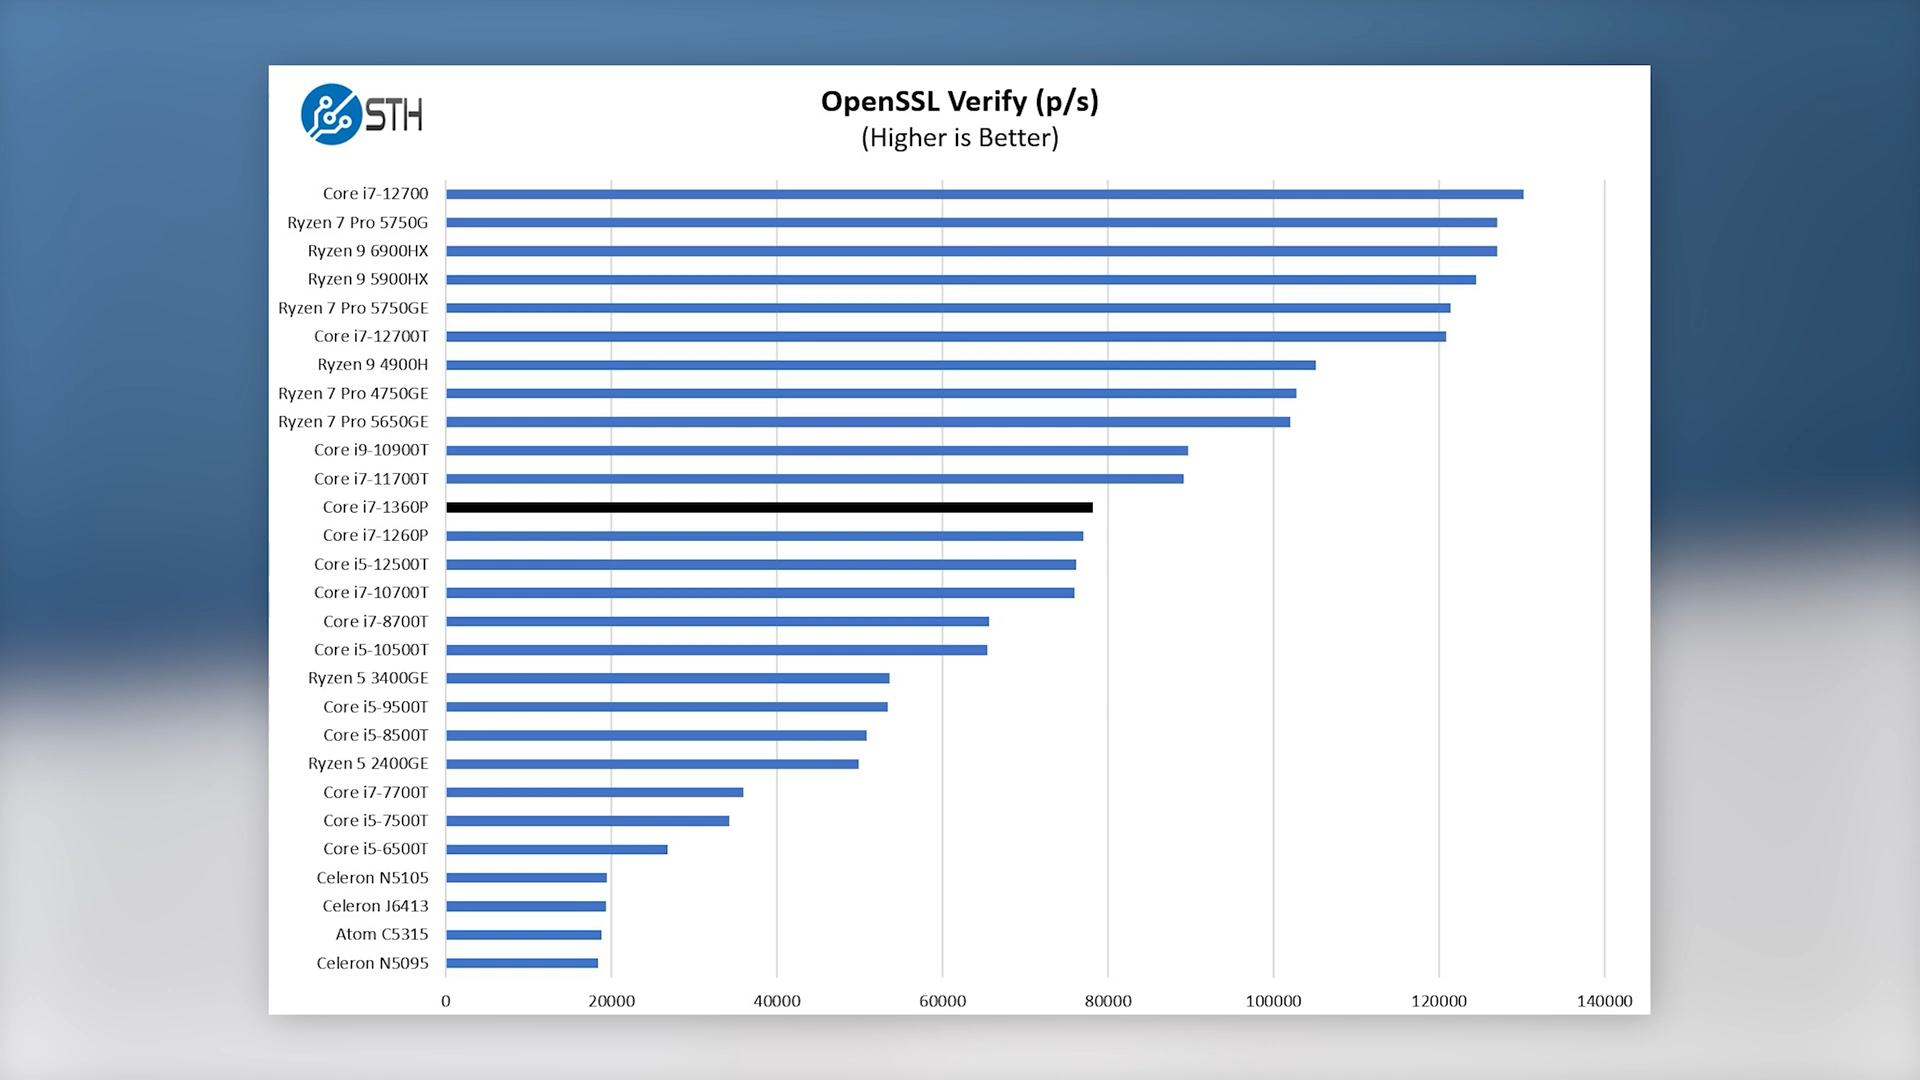 STH
OpenSSL Verify (p/s)
(Higher is Better)
Core i7-12700
Ryzen 7 Pro 5750G
Ryzen 9 6900HX
Ryzen 9 5900HX
Ryzen 7 Pro 5750GE
Core i7-12700T
Ryzen 9 4900H
Ryzen 7 Pro 4750GE
Ryzen 7 Pro 5650GE
Core i9-10900T
Core i7-11700T
Core i7-1360P
Core i7-1260P
Core i5-12500T
Core i7-10700T
Core i7-8700T
Core i5-10500T
Ryzen 5 3400GE
Core i5-9500T
Core i5-8500T
Ryzen 5 2400GE
Core i7-7700T
Core i5-7500T
Core i5-6500T
Celeron N5105
Celeron J6413
Atom C5315
Celeron N5095
0 20000 40000 60000 80000 100000 120000 140000